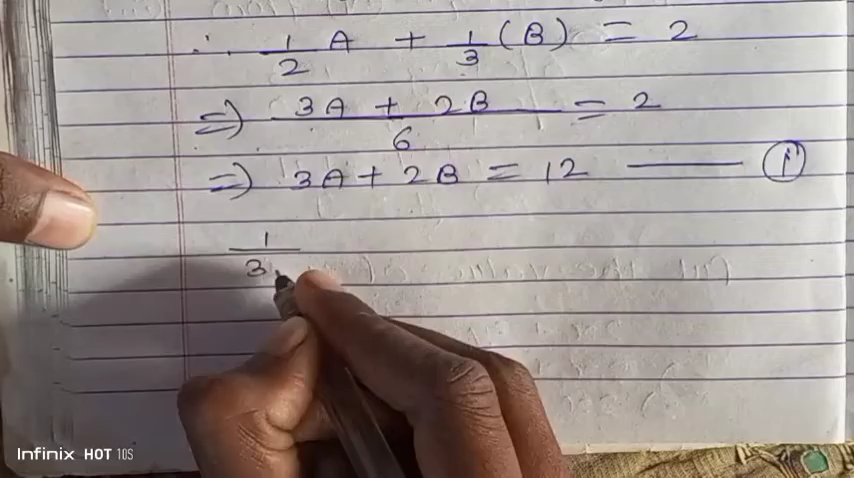 ∴ 1/2 A + 1/3 (B) = 2
⇒ 3A + 2B / 6 = 2
⇒ 3A + 2B = 12 —— (i)
1/3
Infinix HOT 10S